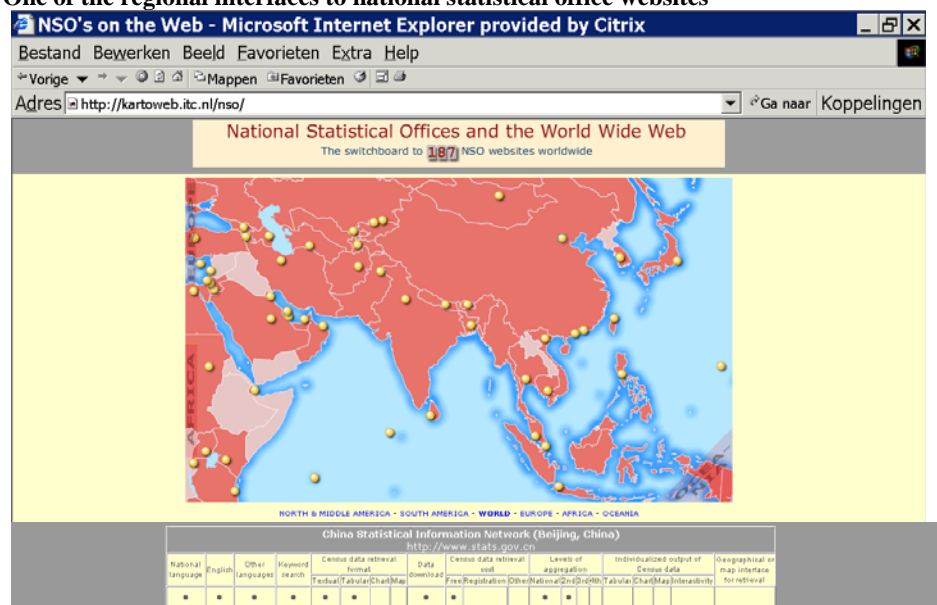 One of the regional interfaces to national statistical office websites
NSO's on the Web - Microsoft Internet Explorer provided by Citrix
Bestand Bewerken Beeld Favorieten Extra Help
Vorige Mappen Favorieten
Adres http://kartoweb.itc.nl/nso/ Ga naar Koppelingen
National Statistical Offices and the World Wide Web
The switchboard to 187 NSO websites worldwide
EUROPE
AFRICA
OCEANIA
NORTH & MIDDLE AMERICA - SOUTH AMERICA - WORLD - EUROPE - AFRICA - OCEANIA
China Statistical Information Network (Beijing, China)
http://www.stats.gov.cn
National language English Other languages Keyword search Census data retrieval format Data download Census data retrieval cost Levels of aggregation Individualized output of Census data Geographical or map interface for retrieval
Textual Tabular Chart Map Free Registration Other National 2nd 3rd 4th Tabular Chart Map Interactivity